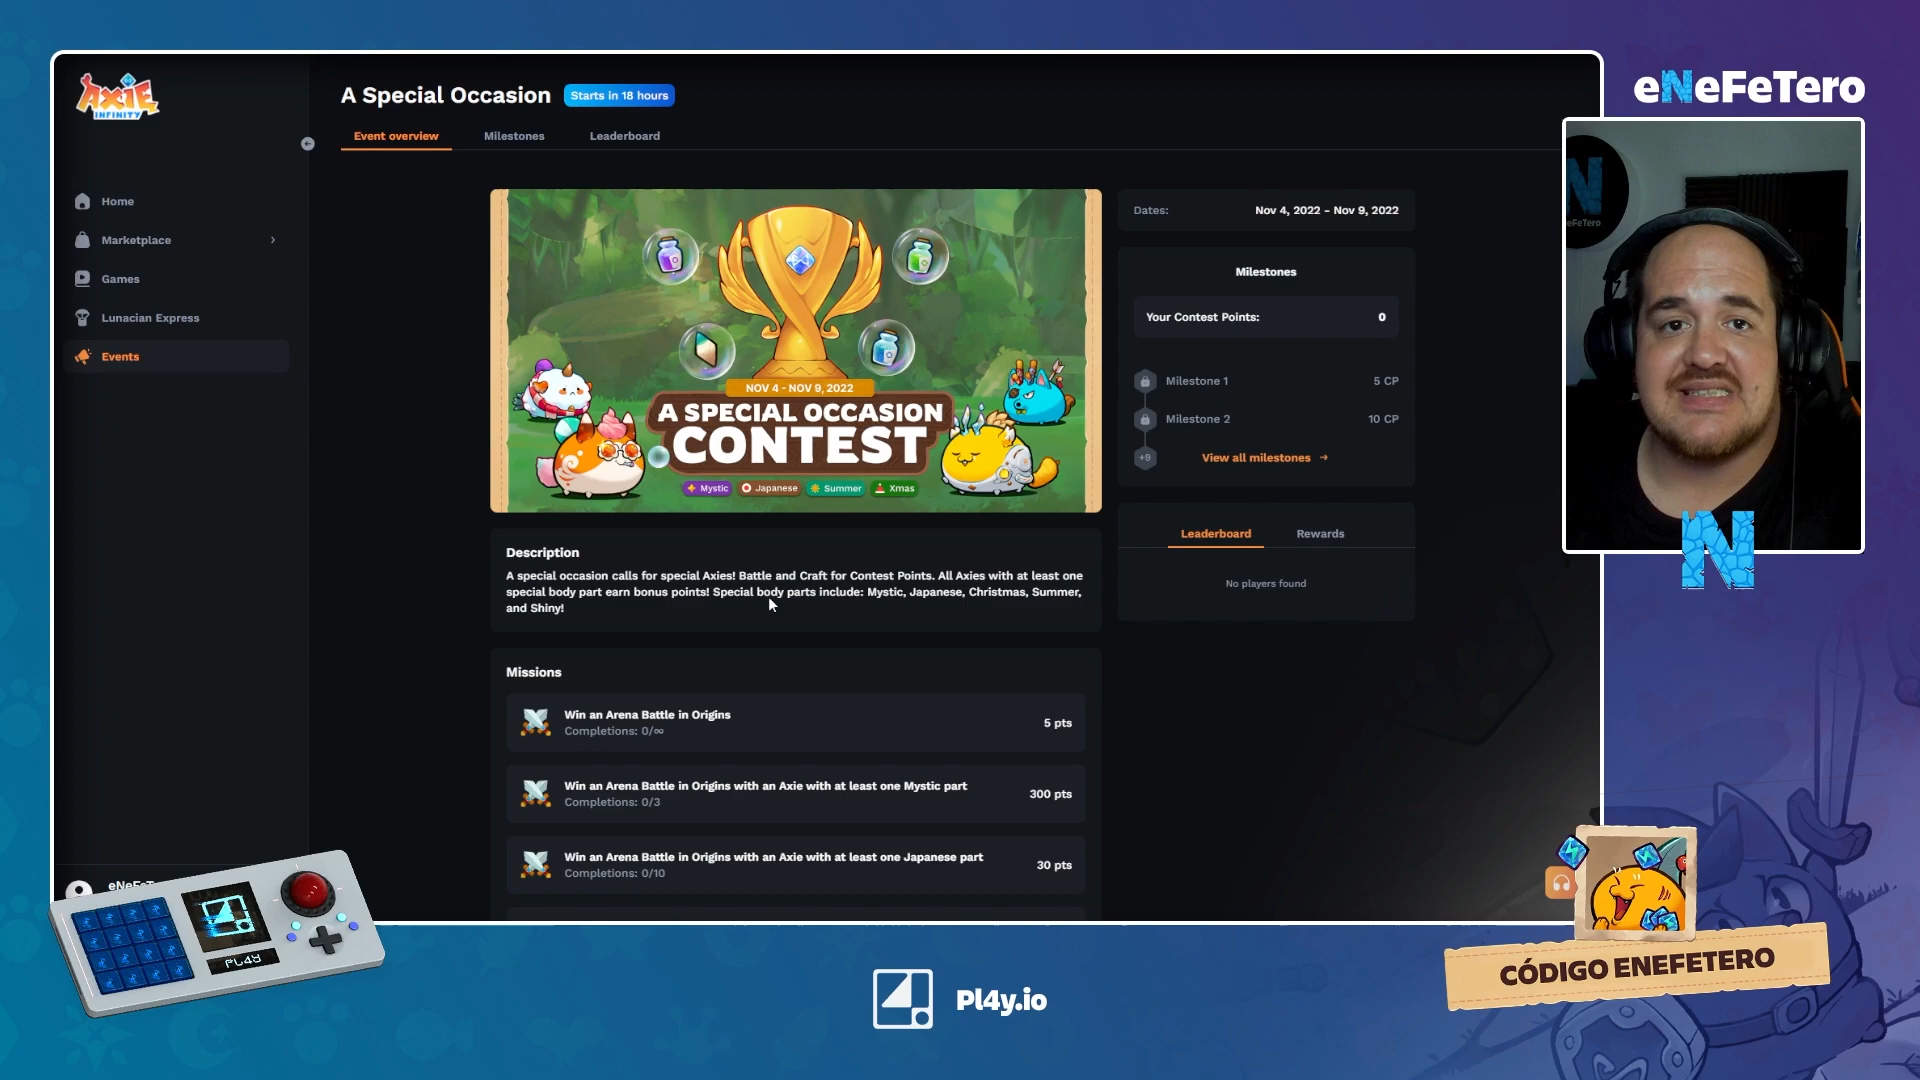 eNeFeTero
AXIE
INFINITY
A Special Occasion
Starts in 18 hours
Event overview
Milestones
Leaderboard
Home
Marketplace
Games
Lunacian Express
Events
NOV 4 - NOV 9, 2022
A SPECIAL OCCASION
CONTEST
Mystic
Japanese
Summer
Xmas
Dates:
Nov 4, 2022 - Nov 9, 2022
Milestones
Your Contest Points:
0
Milestone 1
5 CP
Milestone 2
10 CP
+9
View all milestones
Leaderboard
Rewards
No players found
Description
A special occasion calls for special Axies! Battle and Craft for Contest Points. All Axies with at least one
special body part earn bonus points! Special body parts include: Mystic, Japanese, Christmas, Summer,
and Shiny!
Missions
Win an Arena Battle in Origins
Completions: 0/∞
5 pts
Win an Arena Battle in Origins with an Axie with at least one Mystic part
Completions: 0/3
300 pts
Win an Arena Battle in Origins with an Axie with at least one Japanese part
Completions: 0/10
30 pts
N
eFeTero
N
PL4Y
CÓDIGO ENEFETERO
Pl4y.io